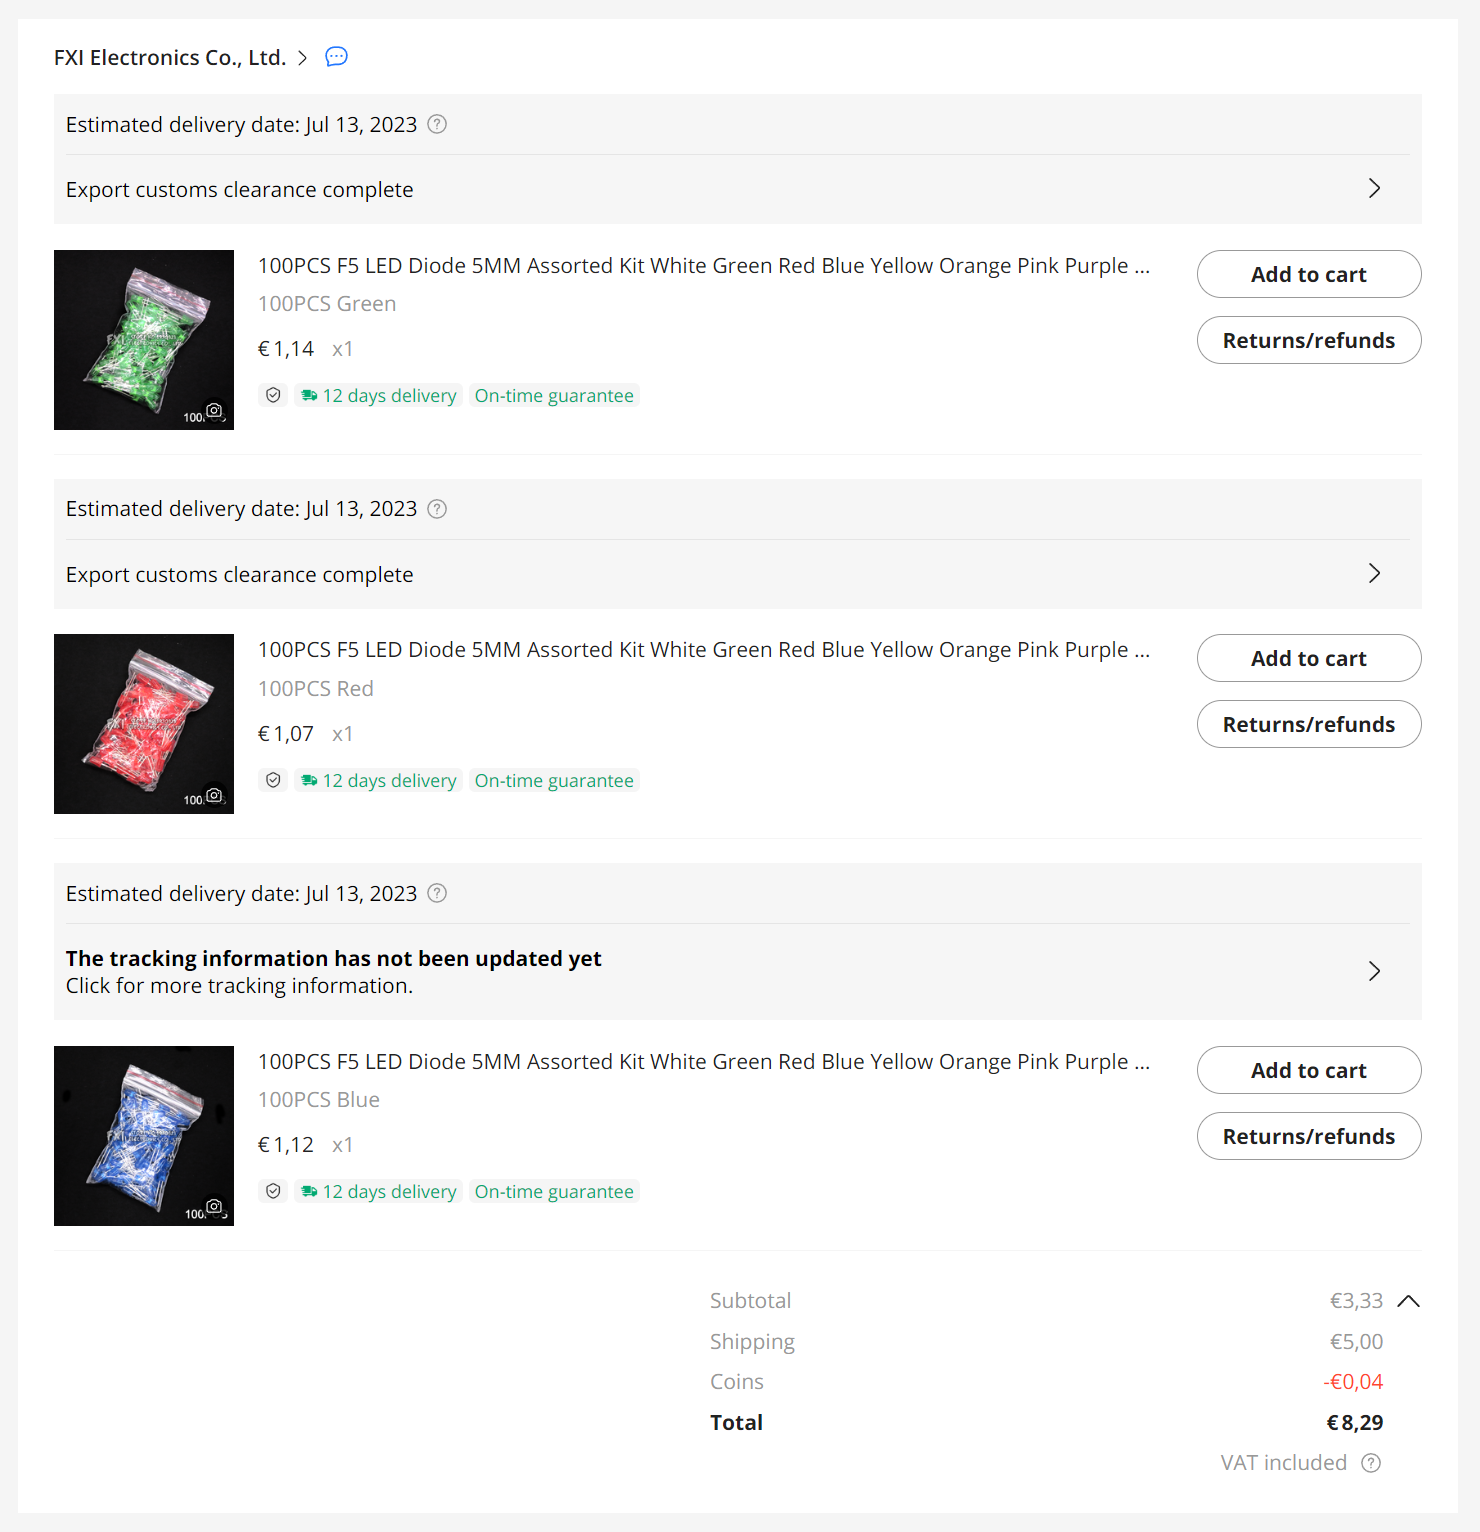 FXI Electronics Co., Ltd.
Estimated delivery date: Jul 13, 2023
Export customs clearance complete
100PCS F5 LED Diode 5MM Assorted Kit White Green Red Blue Yellow Orange Pink Purple ...
100PCS Green
€ 1,14 x1
12 days delivery On-time guarantee
Add to cart
Returns/refunds
FXI
100
Estimated delivery date: Jul 13, 2023
Export customs clearance complete
100PCS F5 LED Diode 5MM Assorted Kit White Green Red Blue Yellow Orange Pink Purple ...
100PCS Red
€ 1,07 x1
12 days delivery On-time guarantee
Add to cart
Returns/refunds
FXI
100
Estimated delivery date: Jul 13, 2023
The tracking information has not been updated yet
Click for more tracking information.
100PCS F5 LED Diode 5MM Assorted Kit White Green Red Blue Yellow Orange Pink Purple ...
100PCS Blue
€ 1,12 x1
12 days delivery On-time guarantee
Add to cart
Returns/refunds
FXI
100
Subtotal €3,33
Shipping €5,00
Coins -€0,04
Total € 8,29
VAT included